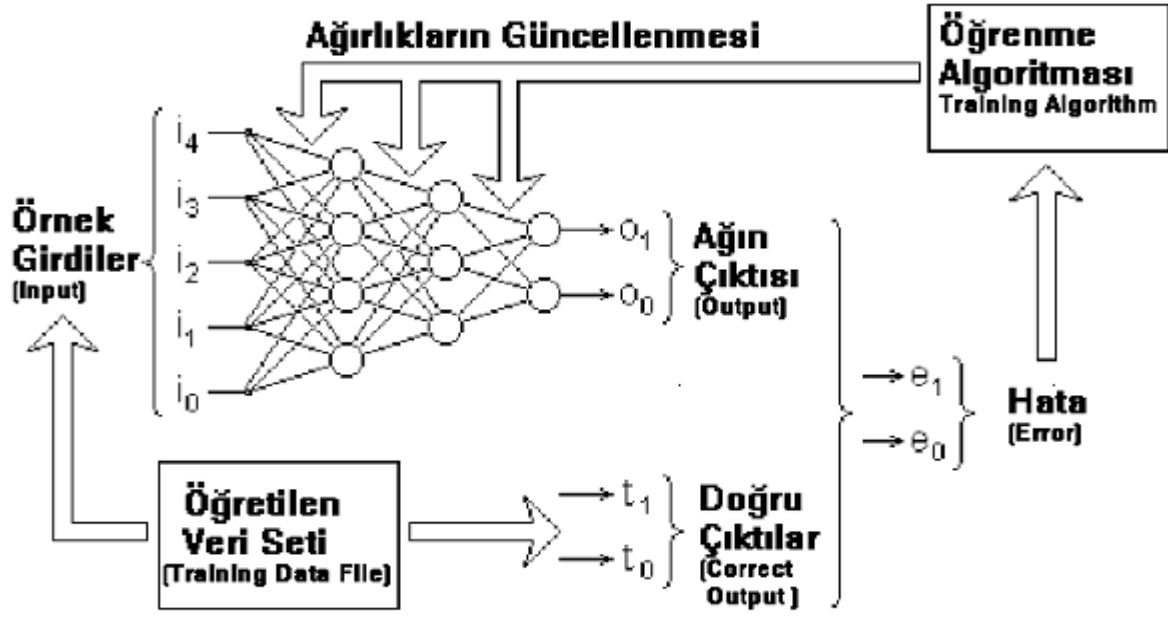 Ağırlıkların Güncellenmesi
Öğrenme
Algoritması
Training Algorithm
Örnek
Girdiler
(Input)
i4
i3
i2
i1
i0
o1
o0
Ağın
Çıktısı
(Output)
e1
e0
Hata
(Error)
Öğretilen
Veri Seti
(Training Data File)
t1
t0
Doğru
Çıktılar
(Correct
Output )